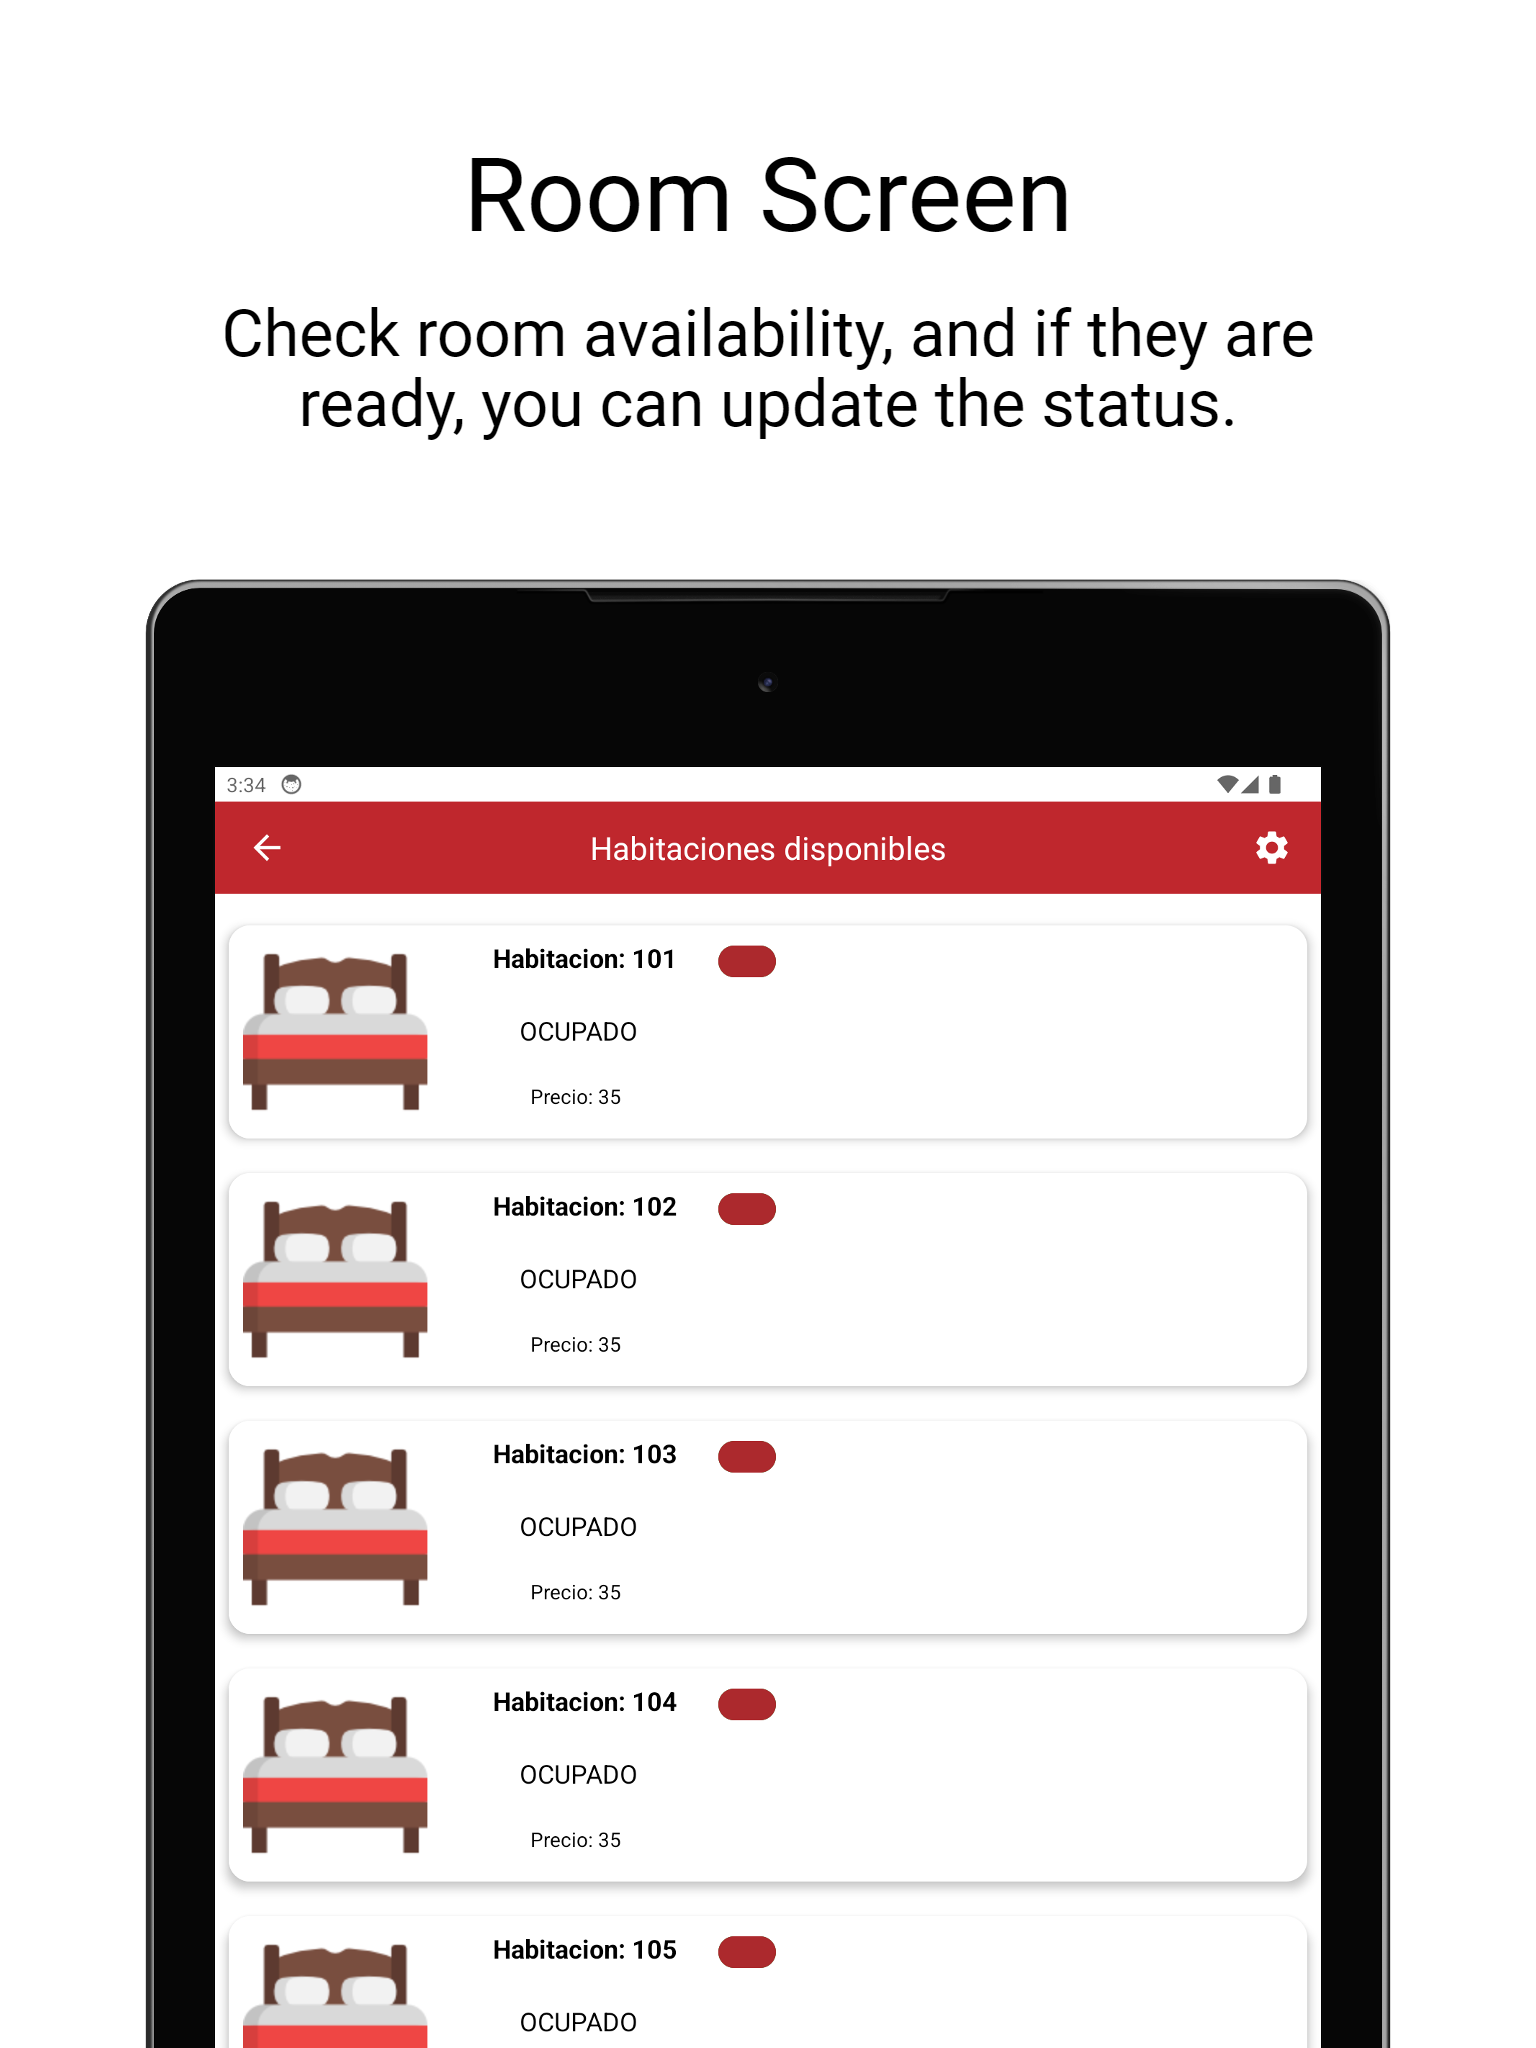 Room Screen
Check room availability, and if they are
ready, you can update the status.
3:34
Habitaciones disponibles
Habitacion: 101
OCUPADO
Precio: 35
Habitacion: 102
OCUPADO
Precio: 35
Habitacion: 103
OCUPADO
Precio: 35
Habitacion: 104
OCUPADO
Precio: 35
Habitacion: 105
OCUPADO